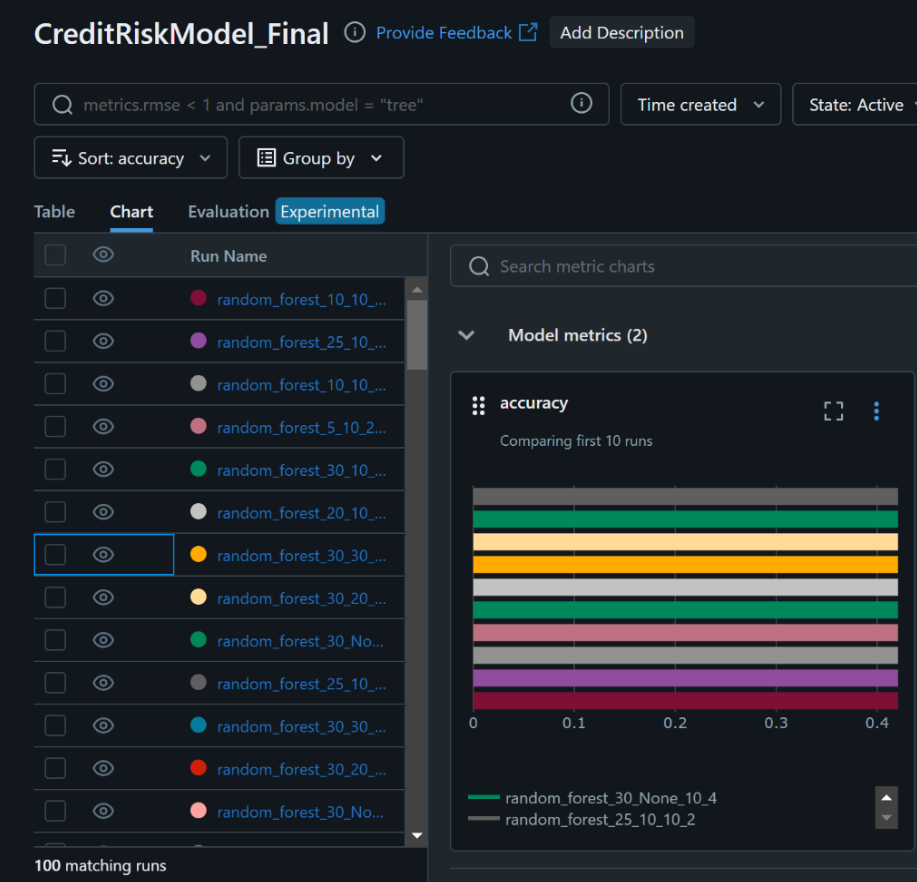 CreditRiskModel_Final Provide Feedback Add Description
metrics.rmse < 1 and params.model = "tree" Time created State: Active
Sort: accuracy Group by
Table Chart Evaluation Experimental
Run Name
random_forest_10_10_...
random_forest_25_10_...
random_forest_10_10_...
random_forest_5_10_2...
random_forest_30_10_...
random_forest_20_10_...
random_forest_30_30_...
random_forest_30_20_...
random_forest_30_No...
random_forest_25_10_...
random_forest_30_30_...
random_forest_30_20_...
random_forest_30_No...
100 matching runs
Search metric charts
Model metrics (2)
accuracy
Comparing first 10 runs
0 0.1 0.2 0.3 0.4
random_forest_30_None_10_4
random_forest_25_10_10_2